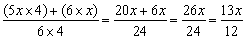 (5x×4)+(6×x)/6×4 = 20x+6x/24 = 26x/24 = 13x/12